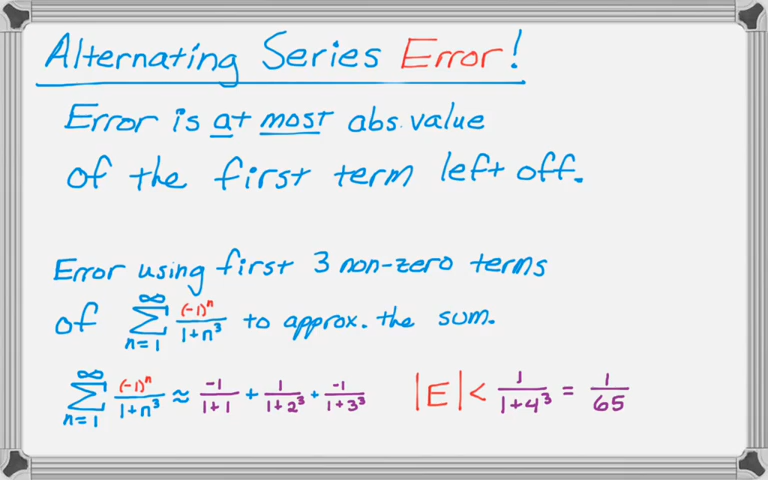 Alternating Series Error!
Error is at most abs. value
of the first term left off.
Error using first 3 non-zero terms
of ∑_{n=1}^{∞} (-1)^n/(1+n^3) to approx. the sum.
∑_{n=1}^{∞} (-1)^n/(1+n^3) ≈ -1/(1+1) + 1/(1+2^3) + -1/(1+3^3) |E| < 1/(1+4^3) = 1/65